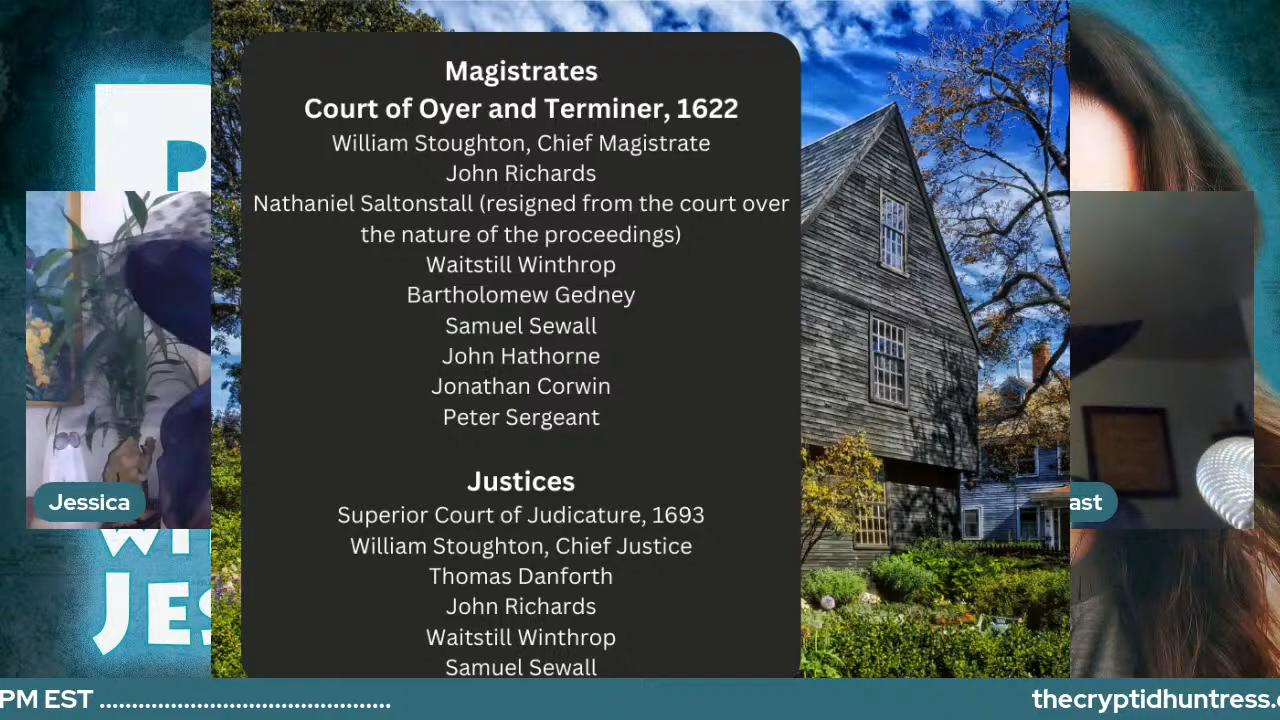 Magistrates
Court of Oyer and Terminer, 1622
William Stoughton, Chief Magistrate
John Richards
Nathaniel Saltonstall (resigned from the court over
the nature of the proceedings)
Waitstill Winthrop
Bartholomew Gedney
Samuel Sewall
John Hathorne
Jonathan Corwin
Peter Sergeant
Justices
Superior Court of Judicature, 1693
William Stoughton, Chief Justice
Thomas Danforth
John Richards
Waitstill Winthrop
Samuel Sewall
P
Jessica
ast
WI
JES
PM EST .............................................
thecryptidhuntress.